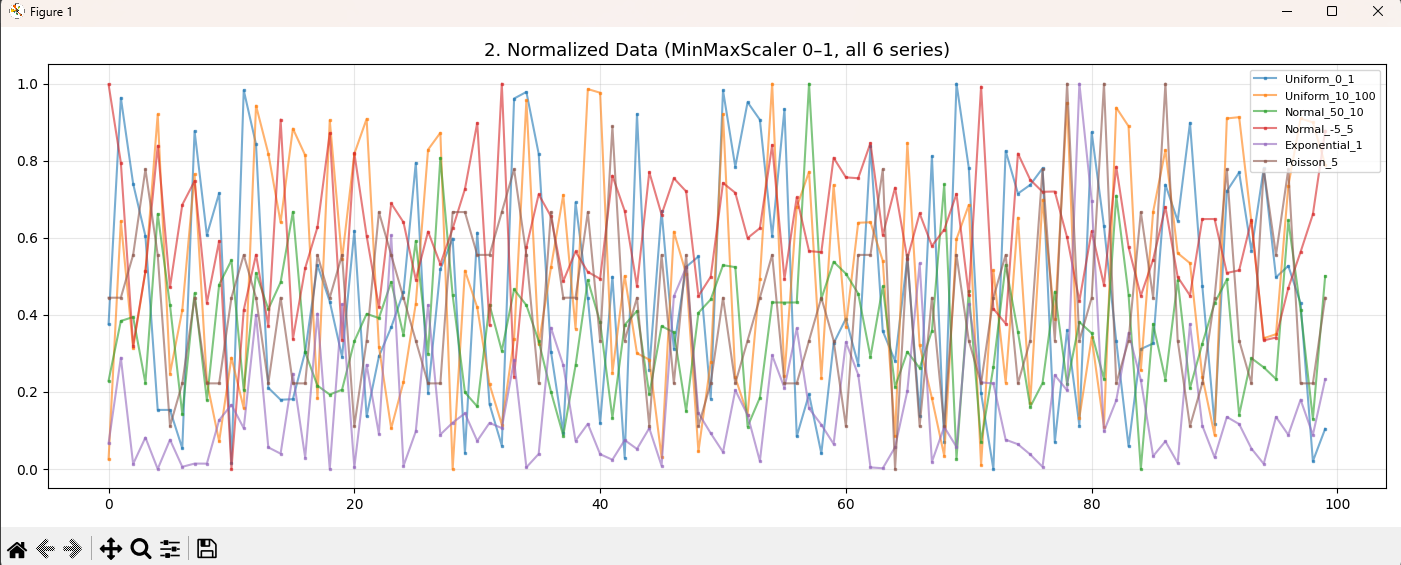 Figure 1
2. Normalized Data (MinMaxScaler 0–1, all 6 series)
1.0
0.8
0.6
0.4
0.2
0.0
0 20 40 60 80 100
Uniform_0_1
Uniform_10_100
Normal_50_10
Normal_-5_5
Exponential_1
Poisson_5